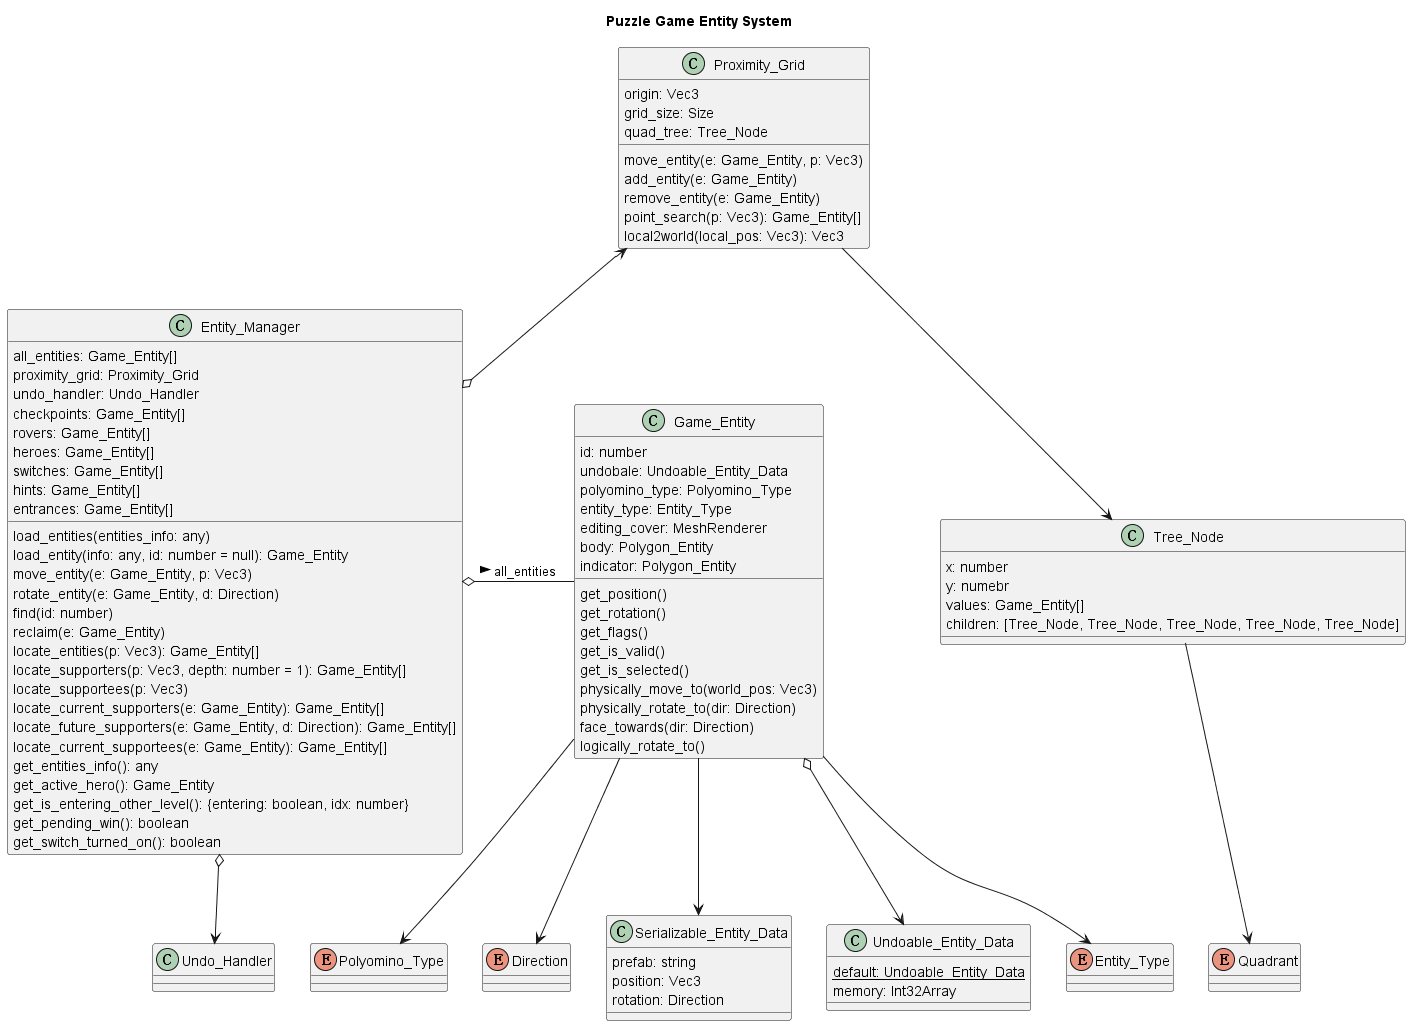 Puzzle Game Entity System
C Proximity_Grid
origin: Vec3
grid_size: Size
quad_tree: Tree_Node
move_entity(e: Game_Entity, p: Vec3)
add_entity(e: Game_Entity)
remove_entity(e: Game_Entity)
point_search(p: Vec3): Game_Entity[]
local2world(local_pos: Vec3): Vec3
C Entity_Manager
all_entities: Game_Entity[]
proximity_grid: Proximity_Grid
undo_handler: Undo_Handler
checkpoints: Game_Entity[]
rovers: Game_Entity[]
heroes: Game_Entity[]
switches: Game_Entity[]
hints: Game_Entity[]
entrances: Game_Entity[]
load_entities(entities_info: any)
load_entity(info: any, id: number = null): Game_Entity
move_entity(e: Game_Entity, p: Vec3)
rotate_entity(e: Game_Entity, d: Direction)
find(id: number)
reclaim(e: Game_Entity)
locate_entities(p: Vec3): Game_Entity[]
locate_supporters(p: Vec3, depth: number = 1): Game_Entity[]
locate_supportees(p: Vec3)
locate_current_supporters(e: Game_Entity): Game_Entity[]
locate_future_supporters(e: Game_Entity, d: Direction): Game_Entity[]
locate_current_supportees(e: Game_Entity): Game_Entity[]
get_entities_info(): any
get_active_hero(): Game_Entity
get_is_entering_other_level(): {entering: boolean, idx: number}
get_pending_win(): boolean
get_switch_turned_on(): boolean
all_entities
C Game_Entity
id: number
undobale: Undoable_Entity_Data
polyomino_type: Polyomino_Type
entity_type: Entity_Type
editing_cover: MeshRenderer
body: Polygon_Entity
indicator: Polygon_Entity
get_position()
get_rotation()
get_flags()
get_is_valid()
get_is_selected()
physically_move_to(world_pos: Vec3)
physically_rotate_to(dir: Direction)
face_towards(dir: Direction)
logically_rotate_to()
C Tree_Node
x: number
y: numebr
values: Game_Entity[]
children: [Tree_Node, Tree_Node, Tree_Node, Tree_Node, Tree_Node]
C Undo_Handler
E Polyomino_Type
E Direction
C Serializable_Entity_Data
prefab: string
position: Vec3
rotation: Direction
C Undoable_Entity_Data
default: Undoable_Entity_Data
memory: Int32Array
E Entity_Type
E Quadrant